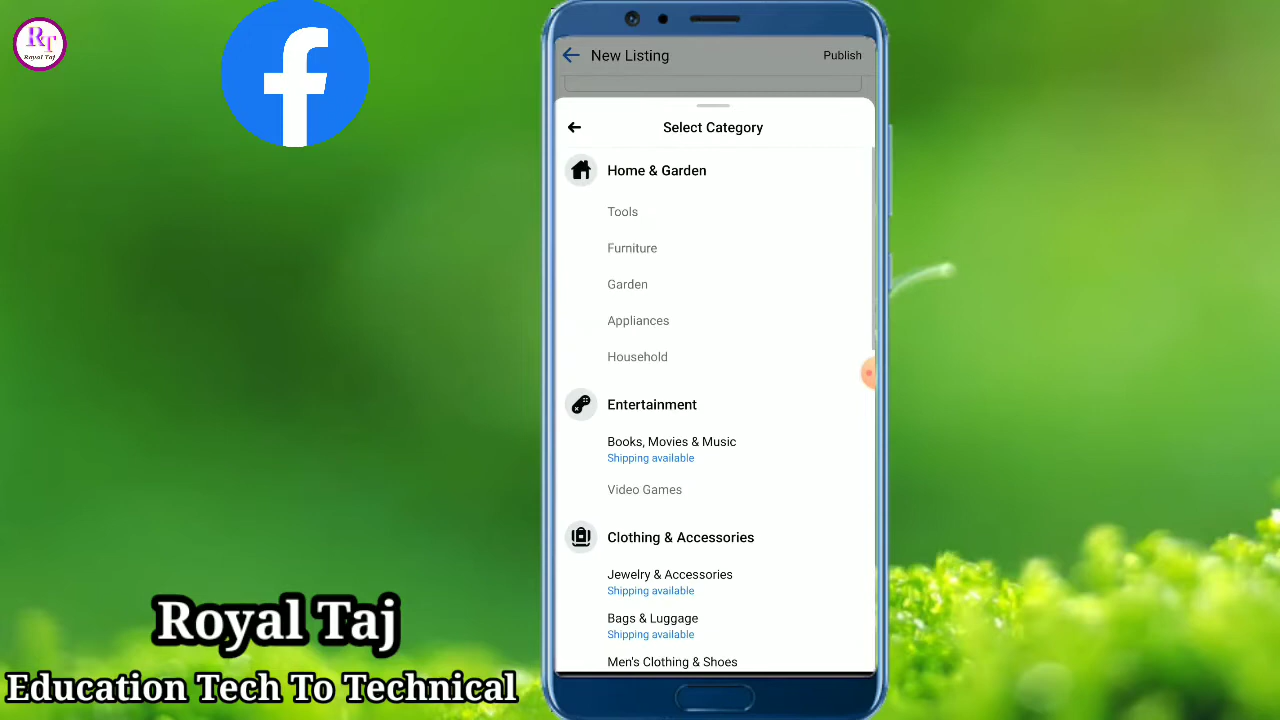 RT
Royal Taj
New Listing
Publish
Select Category
Home & Garden
Tools
Furniture
Garden
Appliances
Household
Entertainment
Books, Movies & Music
Shipping available
Video Games
Clothing & Accessories
Jewelry & Accessories
Shipping available
Bags & Luggage
Shipping available
Men's Clothing & Shoes
Royal Taj
Education Tech To Technical